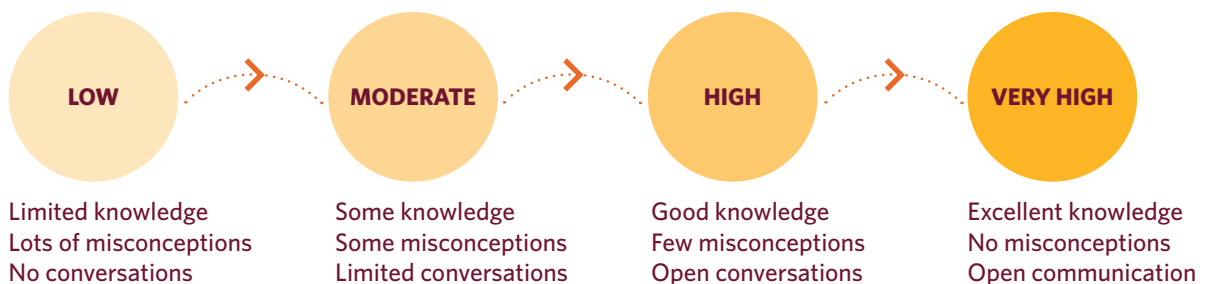 LOW
MODERATE
HIGH
VERY HIGH
Limited knowledge
Lots of misconceptions
No conversations
Some knowledge
Some misconceptions
Limited conversations
Good knowledge
Few misconceptions
Open conversations
Excellent knowledge
No misconceptions
Open communication